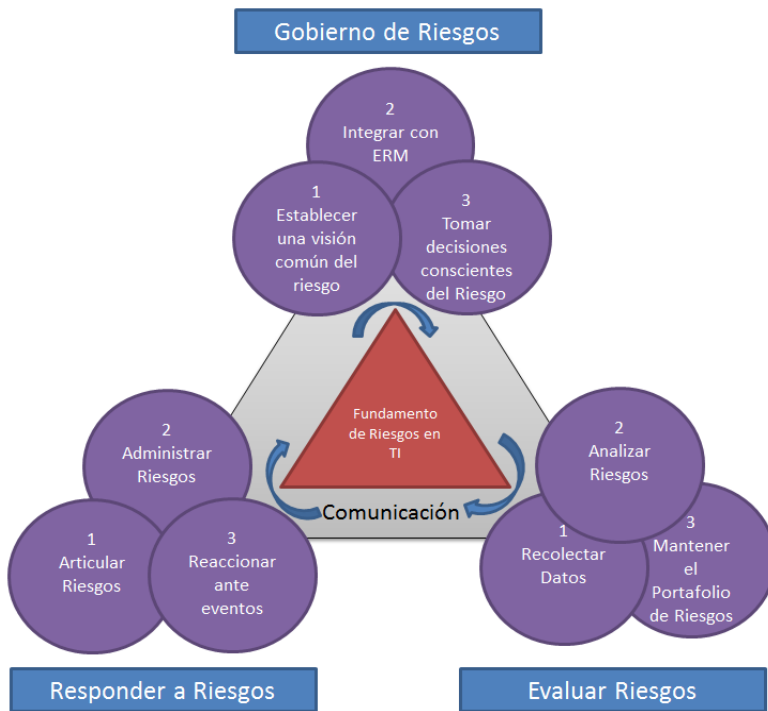 Gobierno de Riesgos
2
Integrar con
ERM
1
Establecer
una visión
común del
riesgo
3
Tomar
decisiones
conscientes
del Riesgo
Fundamento
de Riesgos en
TI
Comunicación
2
Administrar
Riesgos
1
Articular
Riesgos
3
Reaccionar
ante
eventos
2
Analizar
Riesgos
1
Recolectar
Datos
3
Mantener
el
Portafolio
de Riesgos
Responder a Riesgos
Evaluar Riesgos